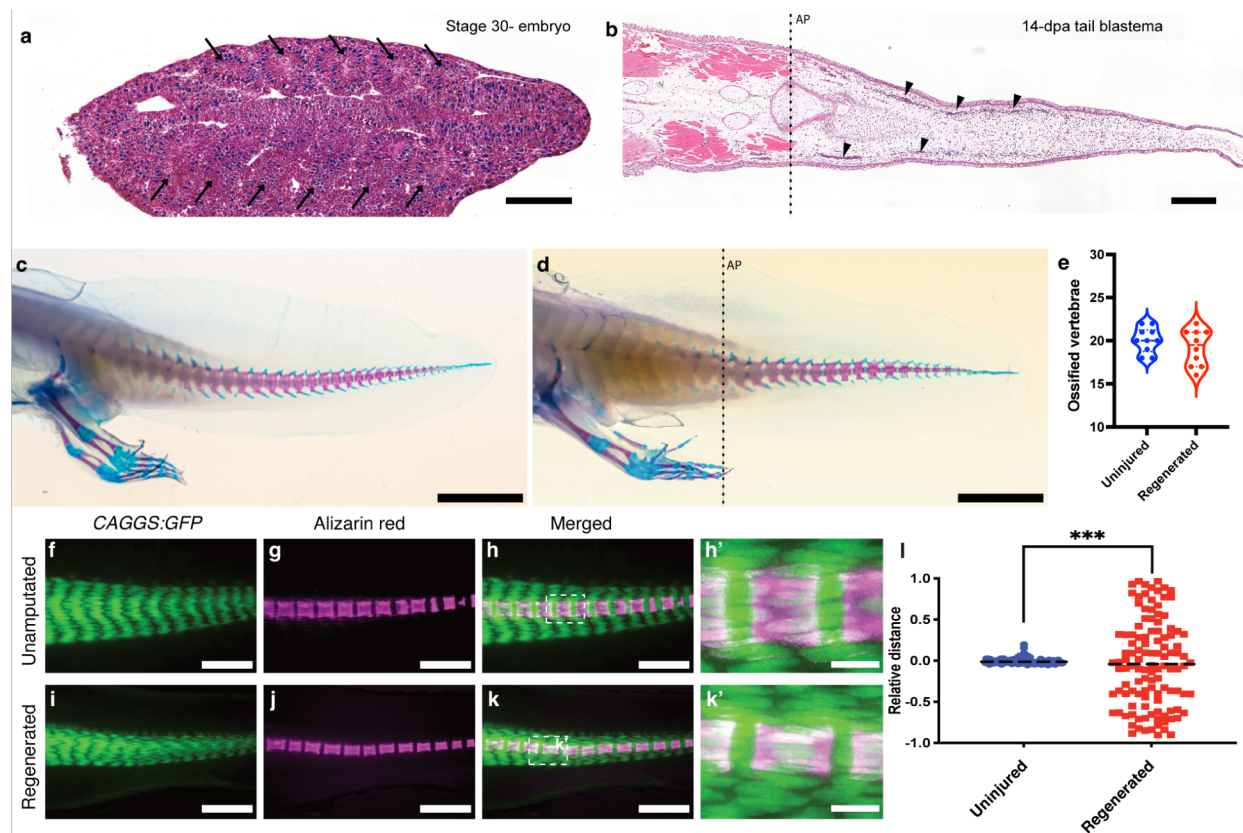 a
Stage 30- embryo
b
AP
14-dpa tail blastema
c
d
AP
e
30
25
20
15
10
Ossified vertebrae
Uninjured
Regenerated
CAGGS:GFP
Alizarin red
Merged
Unamputated
f
g
h
h'
Regenerated
i
j
k
k'
k'
l
***
1.0
0.5
0.0
-0.5
-1.0
Relative distance
Uninjured
Regenerated